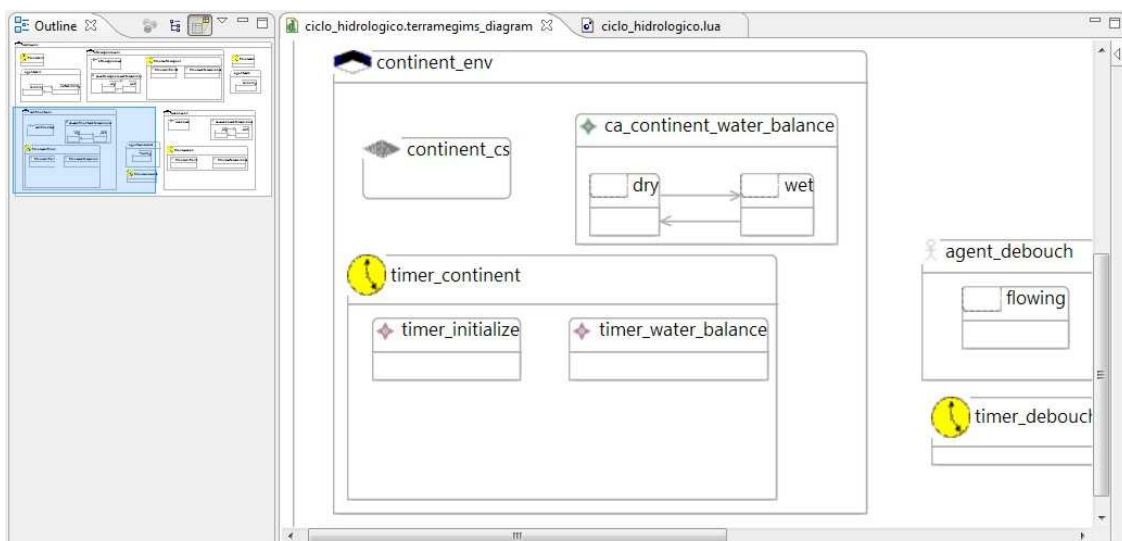 Outline
ciclo_hidrologico.terramegims_diagram
ciclo_hidrologico.lua
continent_env
continent_cs
ca_continent_water_balance
dry
wet
timer_continent
timer_initialize
timer_water_balance
agent_debouch
flowing
timer_debouch